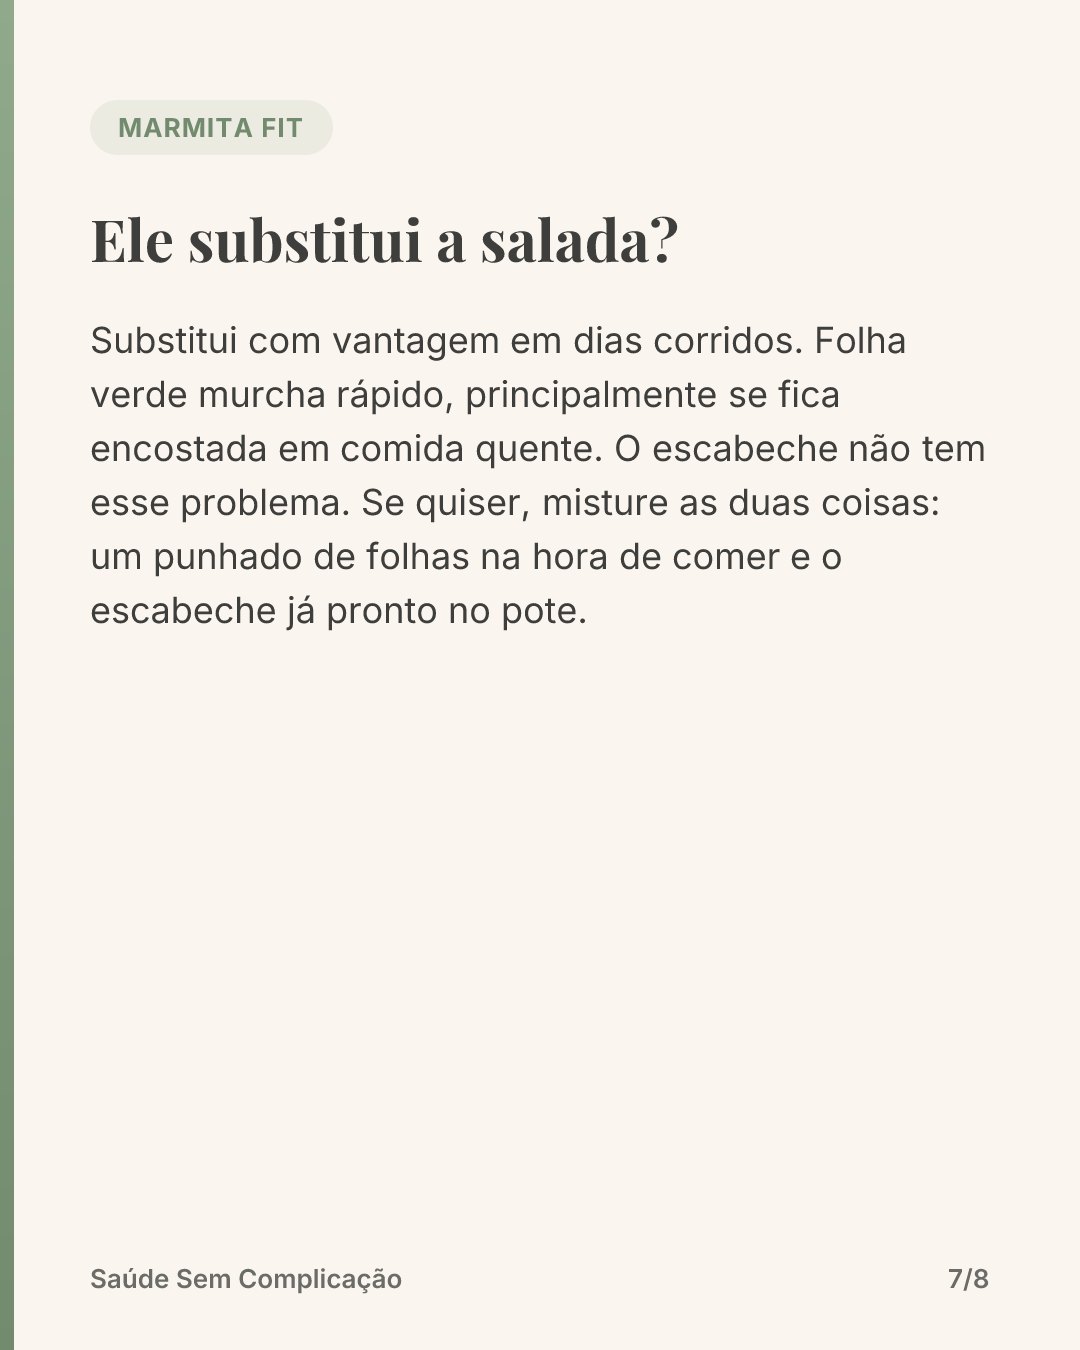 MARMITA FIT
Ele substitui a salada?
Substitui com vantagem em dias corridos. Folha
verde murcha rápido, principalmente se fica
encostada em comida quente. O escabeche não tem
esse problema. Se quiser, misture as duas coisas:
um punhado de folhas na hora de comer e o
escabeche já pronto no pote.
Saúde Sem Complicação
7/8